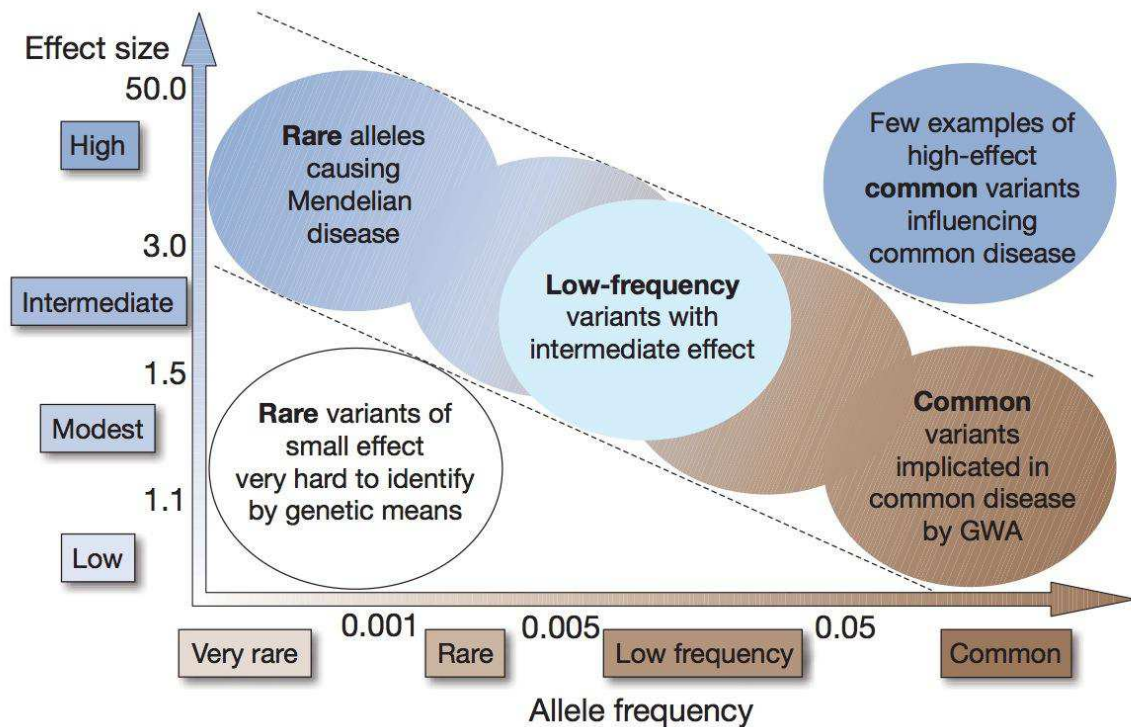 Effect size
50.0
High
3.0
Intermediate
1.5
Modest
1.1
Low
Rare alleles
causing
Mendelian
disease
Few examples of
high-effect
common variants
influencing
common disease
Low-frequency
variants with
intermediate effect
Rare variants of
small effect
very hard to identify
by genetic means
Common
variants
implicated in
common disease
by GWA
0.001
0.005
0.05
Very rare
Rare
Low frequency
Common
Allele frequency